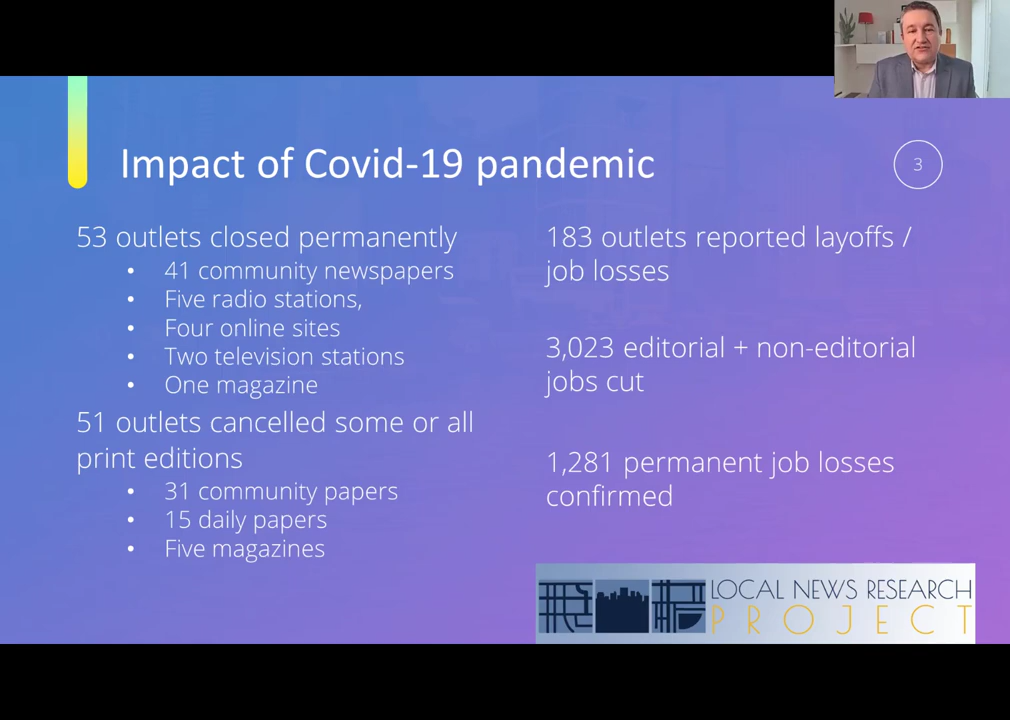 Impact of Covid-19 pandemic
3
53 outlets closed permanently
• 41 community newspapers
• Five radio stations,
• Four online sites
• Two television stations
• One magazine
51 outlets cancelled some or all
print editions
• 31 community papers
• 15 daily papers
• Five magazines
183 outlets reported layoffs /
job losses
3,023 editorial + non-editorial
jobs cut
1,281 permanent job losses
confirmed
LOCAL NEWS RESEARCH
PROJECT